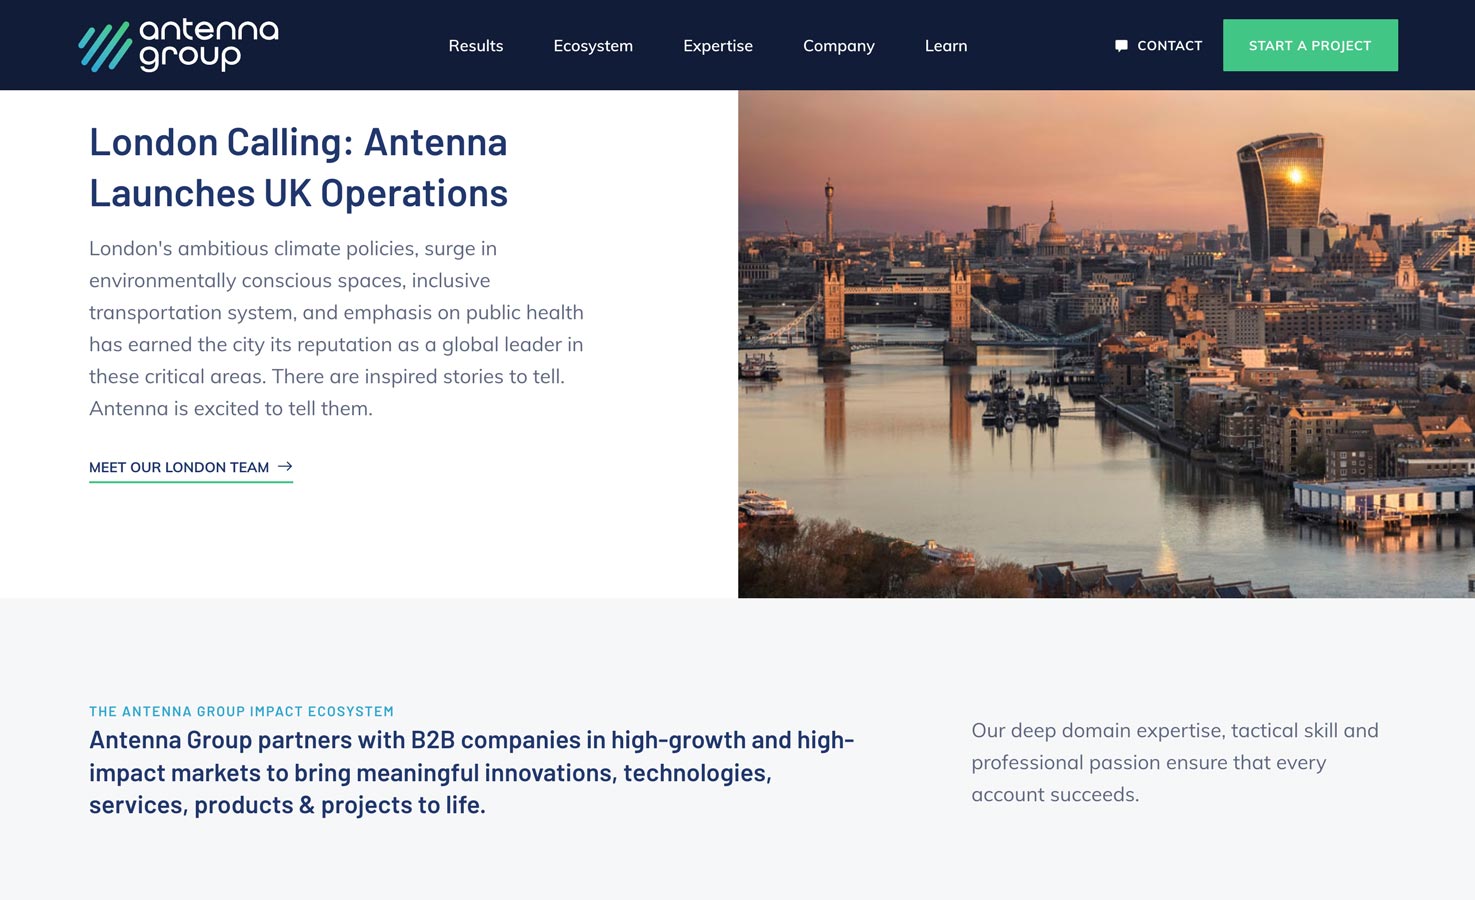 antenna
group
Results
Ecosystem
Expertise
Company
Learn
CONTACT
START A PROJECT
London Calling: Antenna
Launches UK Operations
London's ambitious climate policies, surge in
environmentally conscious spaces, inclusive
transportation system, and emphasis on public health
has earned the city its reputation as a global leader in
these critical areas. There are inspired stories to tell.
Antenna is excited to tell them.
MEET OUR LONDON TEAM →
THE ANTENNA GROUP IMPACT ECOSYSTEM
Antenna Group partners with B2B companies in high-growth and high-
impact markets to bring meaningful innovations, technologies,
services, products & projects to life.
Our deep domain expertise, tactical skill and
professional passion ensure that every
account succeeds.